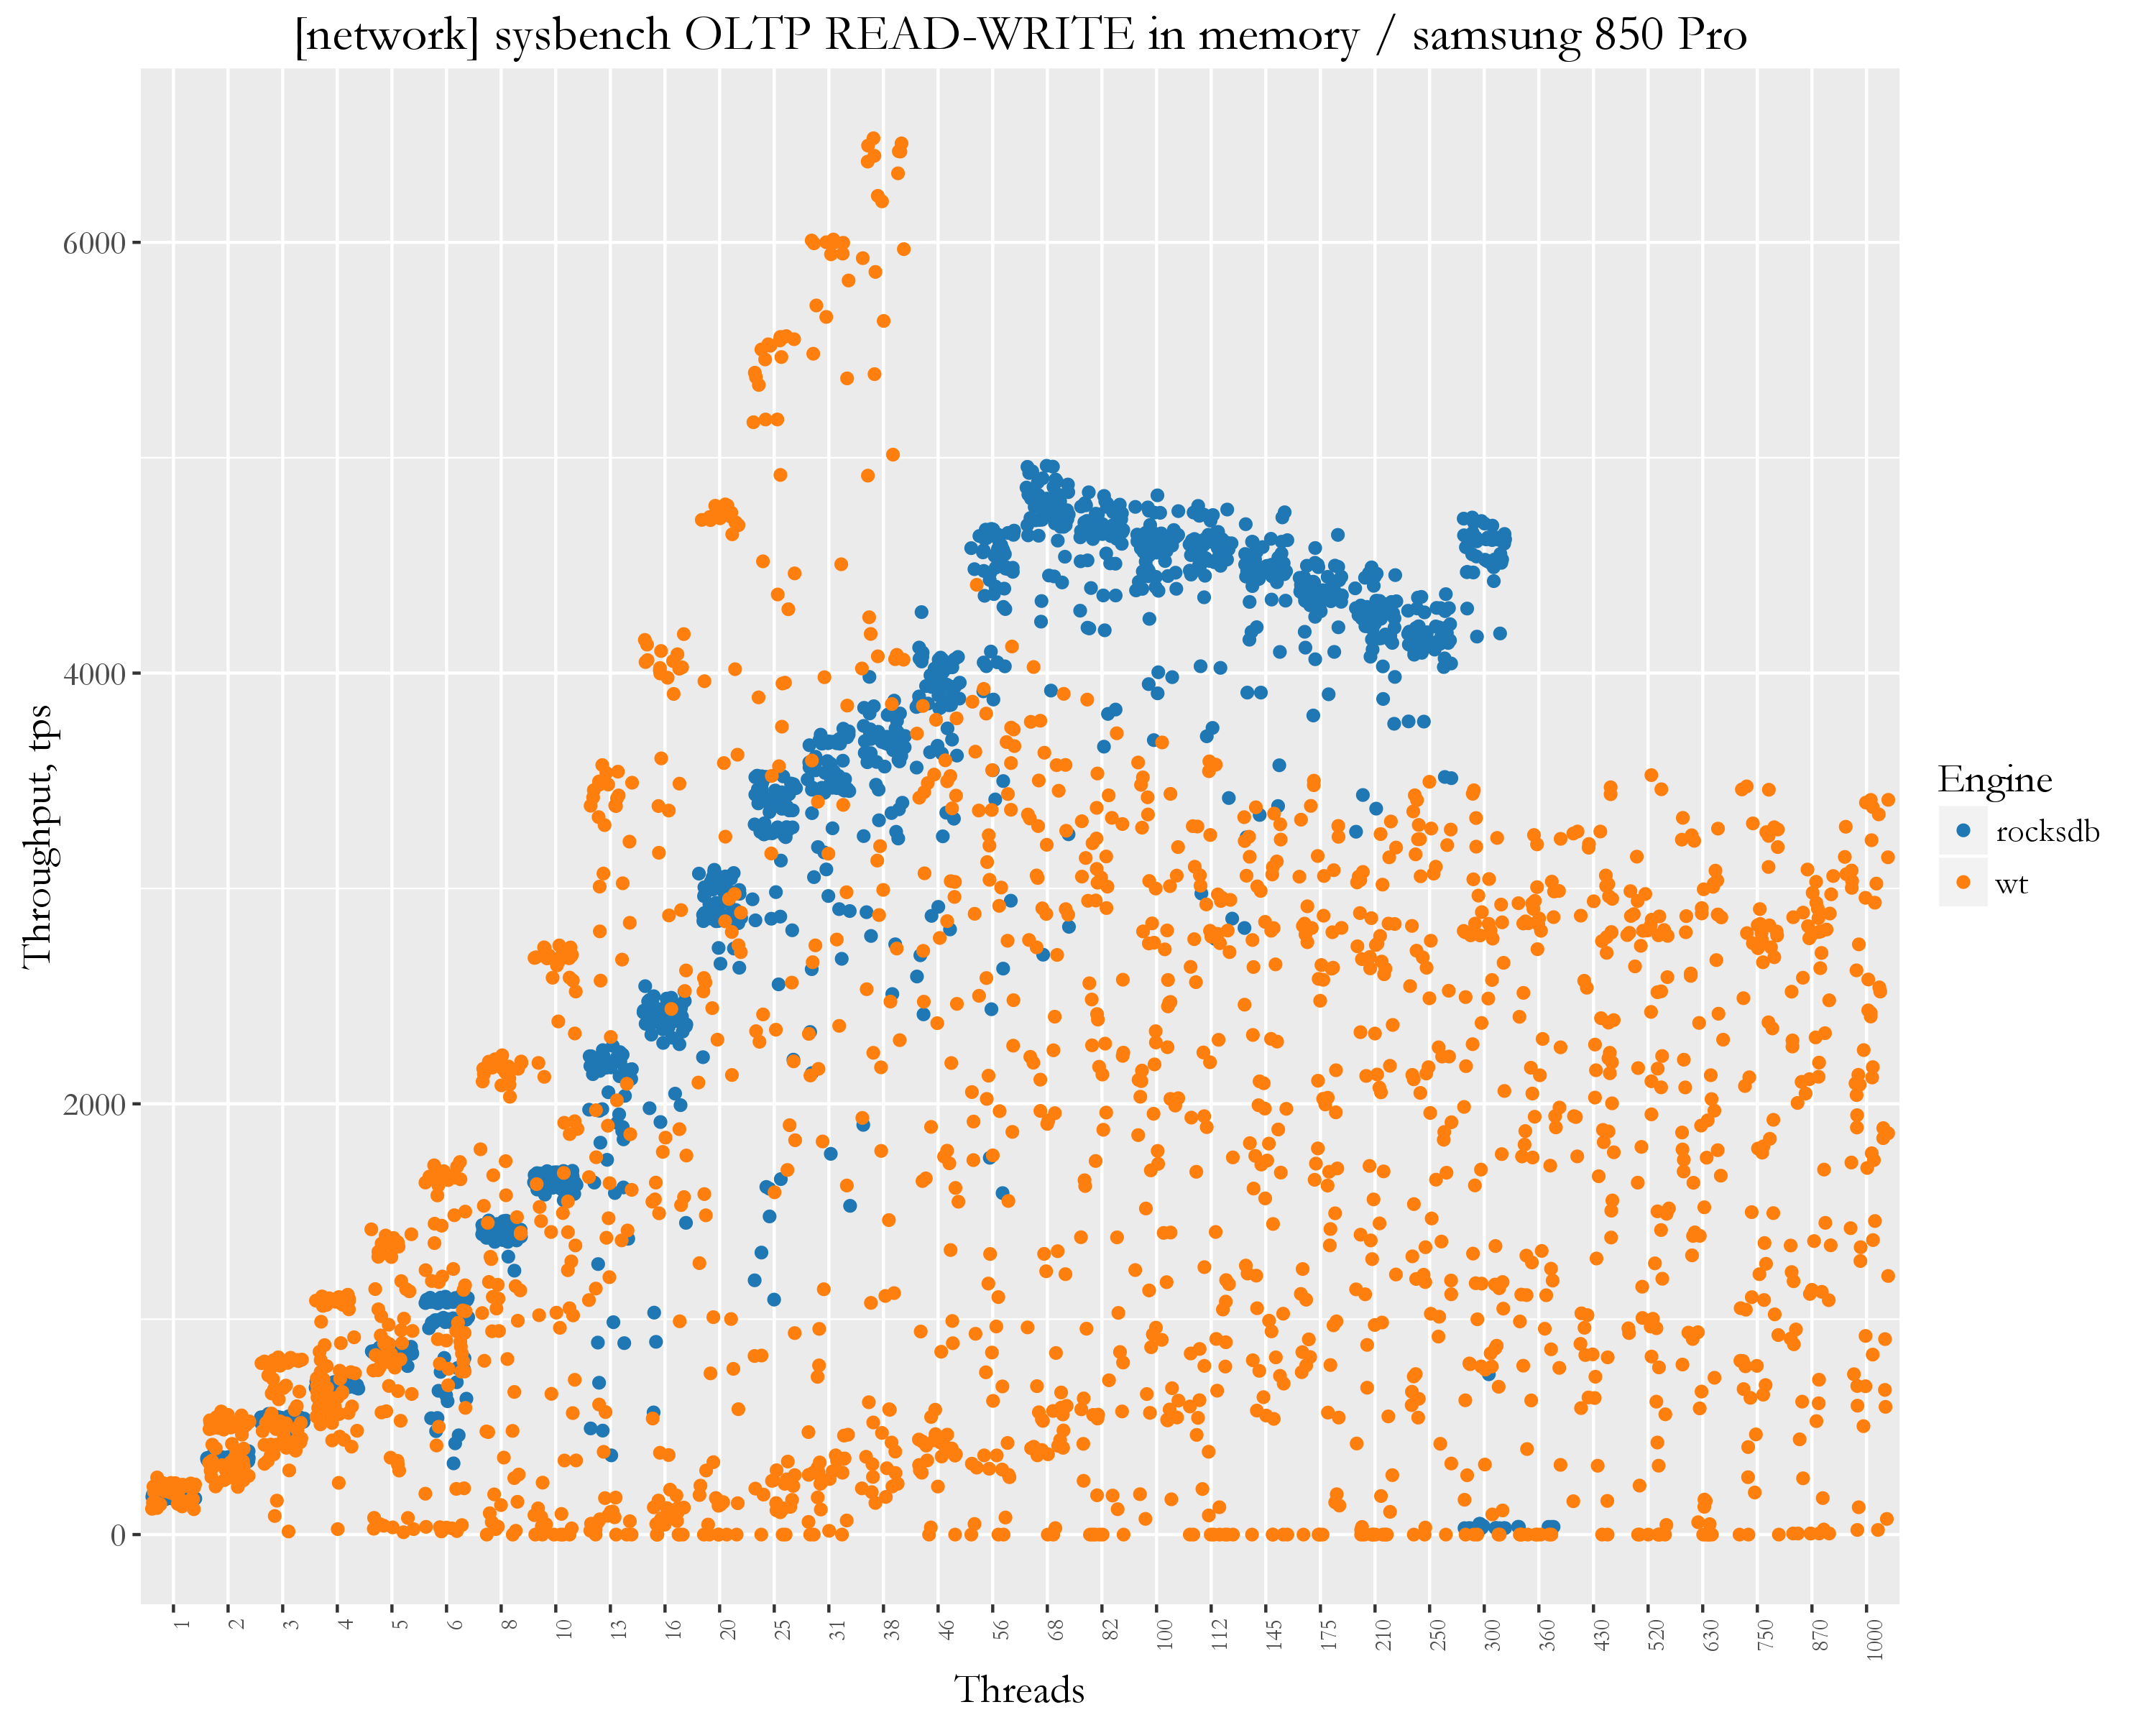 [network] sysbench OLTP READ-WRITE in memory / samsung 850 Pro
Throughput, tps
6000
4000
2000
0
1 2 3 4 5 6 8 10 13 16 20 25 31 38 46 56 68 82 100 112 145 175 210 250 300 360 430 520 630 750 870 1000
Threads
Engine
rocksdb
wt